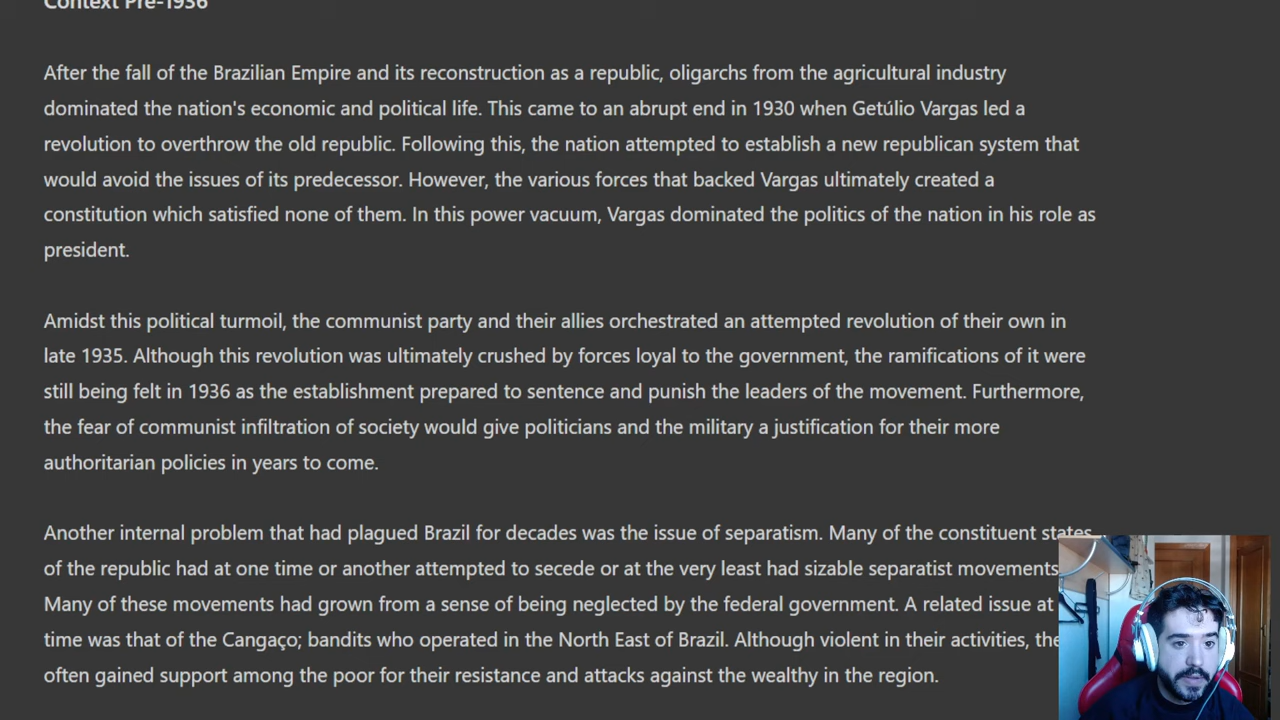 Context Pre-1936
After the fall of the Brazilian Empire and its reconstruction as a republic, oligarchs from the agricultural industry
dominated the nation's economic and political life. This came to an abrupt end in 1930 when Getúlio Vargas led a
revolution to overthrow the old republic. Following this, the nation attempted to establish a new republican system that
would avoid the issues of its predecessor. However, the various forces that backed Vargas ultimately created a
constitution which satisfied none of them. In this power vacuum, Vargas dominated the politics of the nation in his role as
president.
Amidst this political turmoil, the communist party and their allies orchestrated an attempted revolution of their own in
late 1935. Although this revolution was ultimately crushed by forces loyal to the government, the ramifications of it were
still being felt in 1936 as the establishment prepared to sentence and punish the leaders of the movement. Furthermore,
the fear of communist infiltration of society would give politicians and the military a justification for their more
authoritarian policies in years to come.
Another internal problem that had plagued Brazil for decades was the issue of separatism. Many of the constituent states
of the republic had at one time or another attempted to secede or at the very least had sizable separatist movements
Many of these movements had grown from a sense of being neglected by the federal government. A related issue at
time was that of the Cangaço; bandits who operated in the North East of Brazil. Although violent in their activities,
often gained support among the poor for their resistance and attacks against the wealthy in the region.